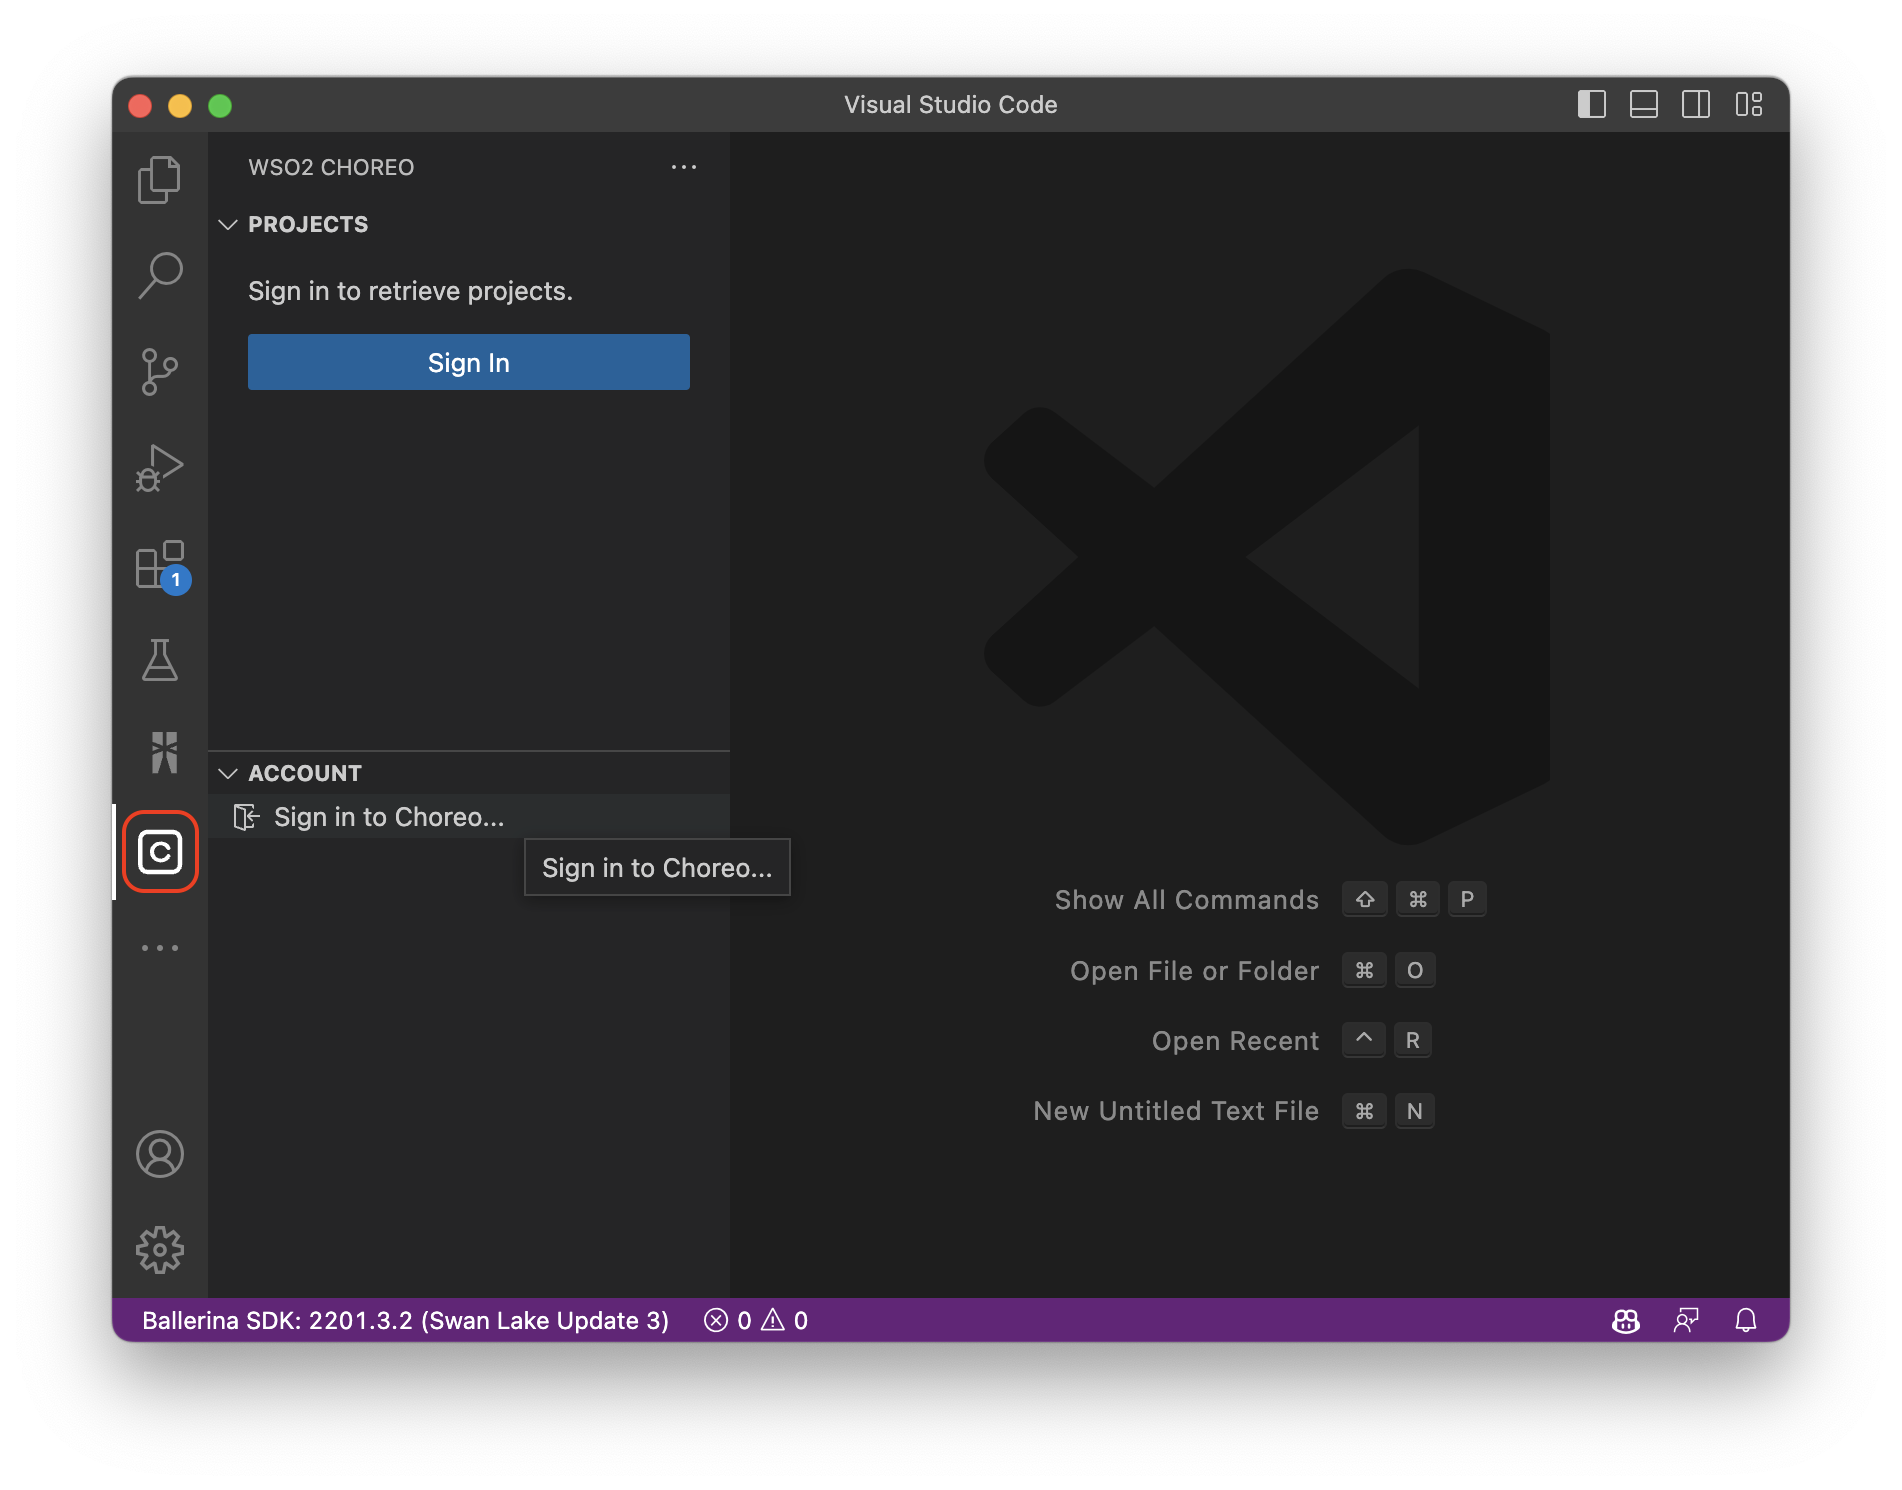 Visual Studio Code
WSO2 CHOREO
PROJECTS
Sign in to retrieve projects.
Sign In
1
ACCOUNT
Sign in to Choreo...
C
Sign in to Choreo...
Show All Commands ⇧ ⌘ P
Open File or Folder ⌘ O
Open Recent ^ R
New Untitled Text File ⌘ N
Ballerina SDK: 2201.3.2 (Swan Lake Update 3) 0 0